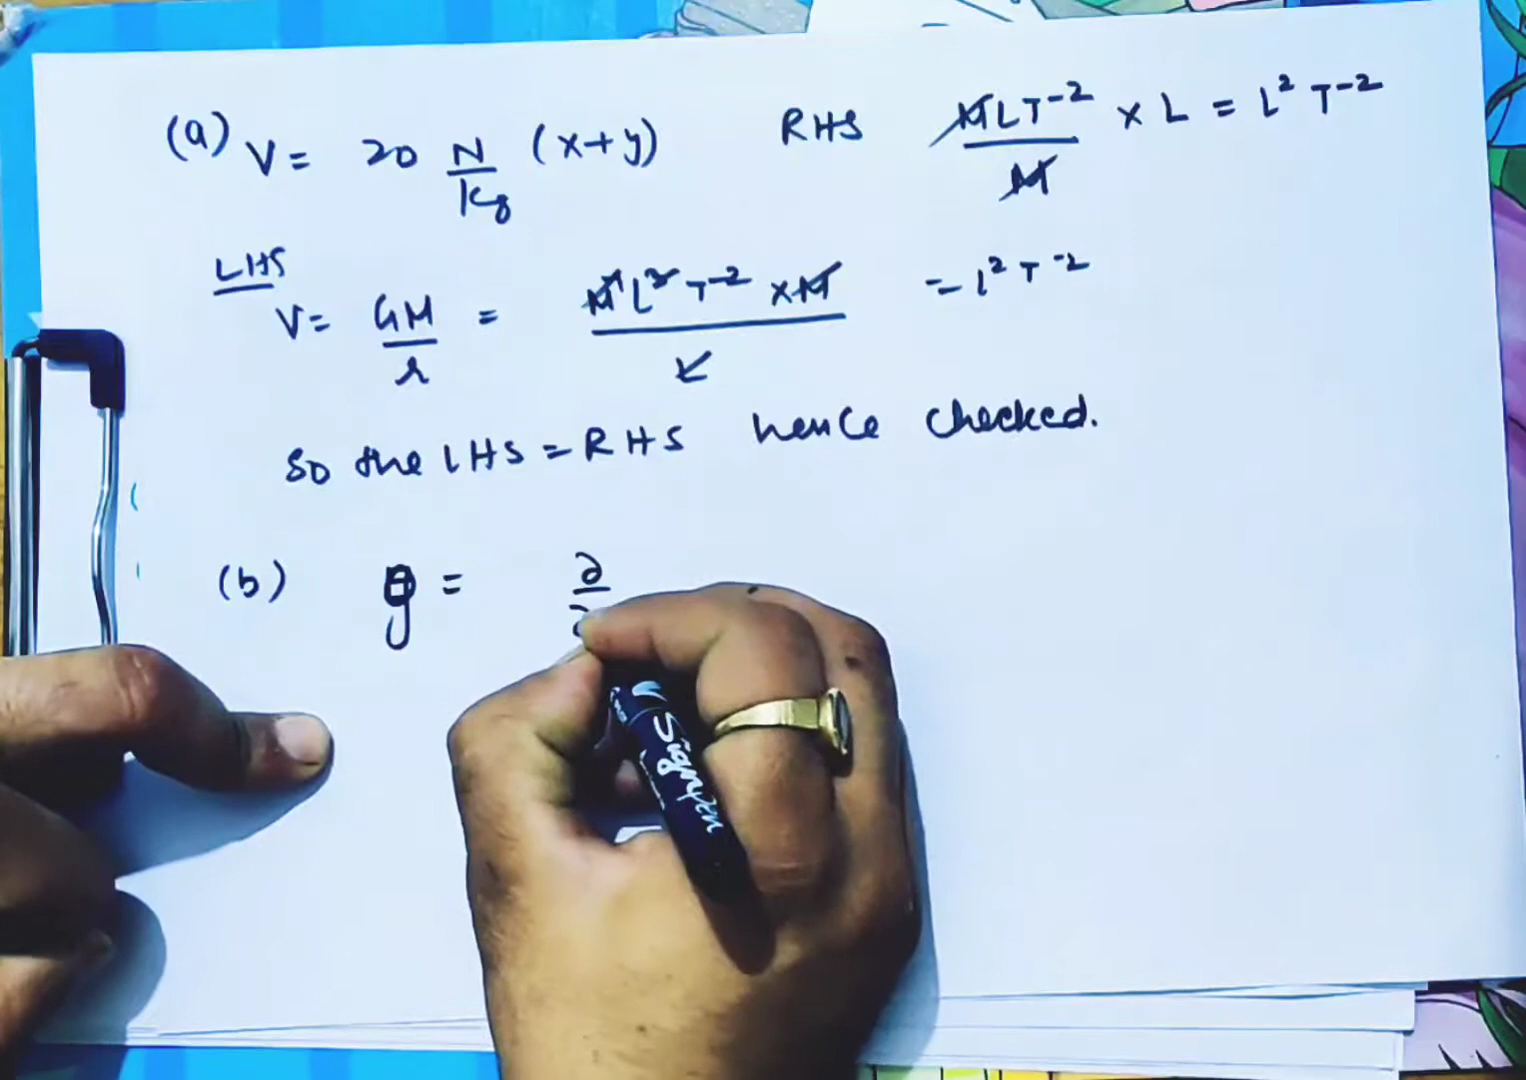 (a) V = 20 N/Kg (x+y) RHS MLT⁻²/M × L = L² T⁻²
LHS
V = GM/r = M⁻¹L³T⁻² × M/L = L² T⁻²
So the LHS = RHS hence checked.
(b) g = ∂/∂
Signpen